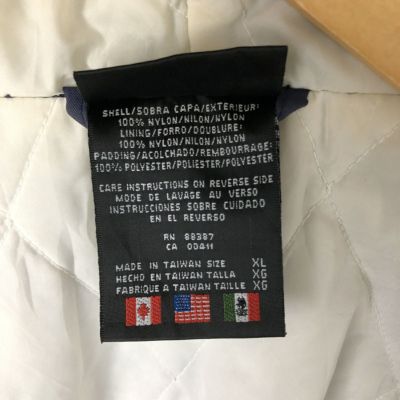 SHELL/SOBRA CAPA/EXTERIEUR:
100% NYLON/NILON/NYLON
LINING/FORRO/DOUBLURE:
100% NYLON/NILON/NYLON
PADDING/ACOLCHADO/REMBOURRAGE:
100% POLYESTER/POLIESTER/POLYESTER
CARE INSTRUCTIONS ON REVERSE SIDE
MODE DE LAVAGE AU VERSO
INSTRUCCIONES SOBRE CUIDADO
EN EL REVERSO
RN 88387
CA 00411
MADE IN TAIWAN SIZE XL
HECHO EN TAIWAN TALLA XG
FABRIQUE A TAIWAN TAILLE XG